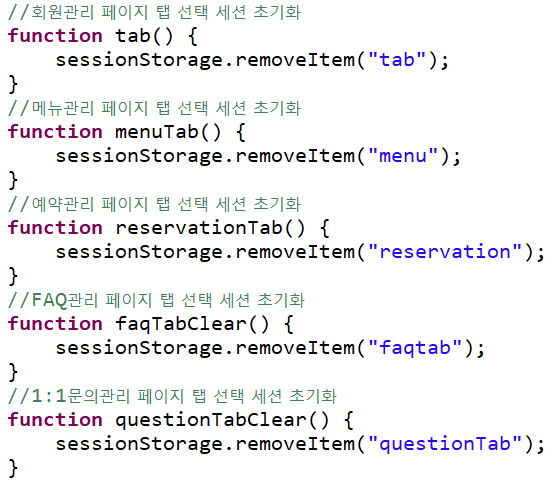 //회원관리 페이지 탭 선택 세션 초기화
function tab() {
    sessionStorage.removeItem("tab");
}
//메뉴관리 페이지 탭 선택 세션 초기화
function menuTab() {
    sessionStorage.removeItem("menu");
}
//예약관리 페이지 탭 선택 세션 초기화
function reservationTab() {
    sessionStorage.removeItem("reservation");
}
//FAQ관리 페이지 탭 선택 세션 초기화
function faqTabClear() {
    sessionStorage.removeItem("faqtab");
}
//1:1문의관리 페이지 탭 선택 세션 초기화
function questionTabClear() {
    sessionStorage.removeItem("questionTab");
}